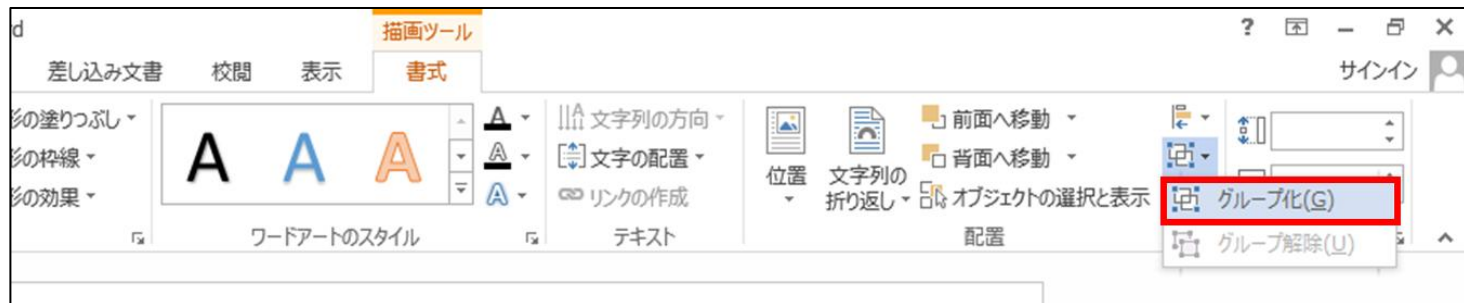 d 描画ツール ?
差し込み文書 校閲 表示 書式 サインイン
形の塗りつぶし A A A A 文字列の方向 前面へ移動
形の枠線 A 文字の配置 位置 文字列の 背面へ移動
形の効果 A リンクの作成 折り返し オブジェクトの選択と表示 グループ化(G)
ワードアートのスタイル テキスト 配置 グループ解除(U)